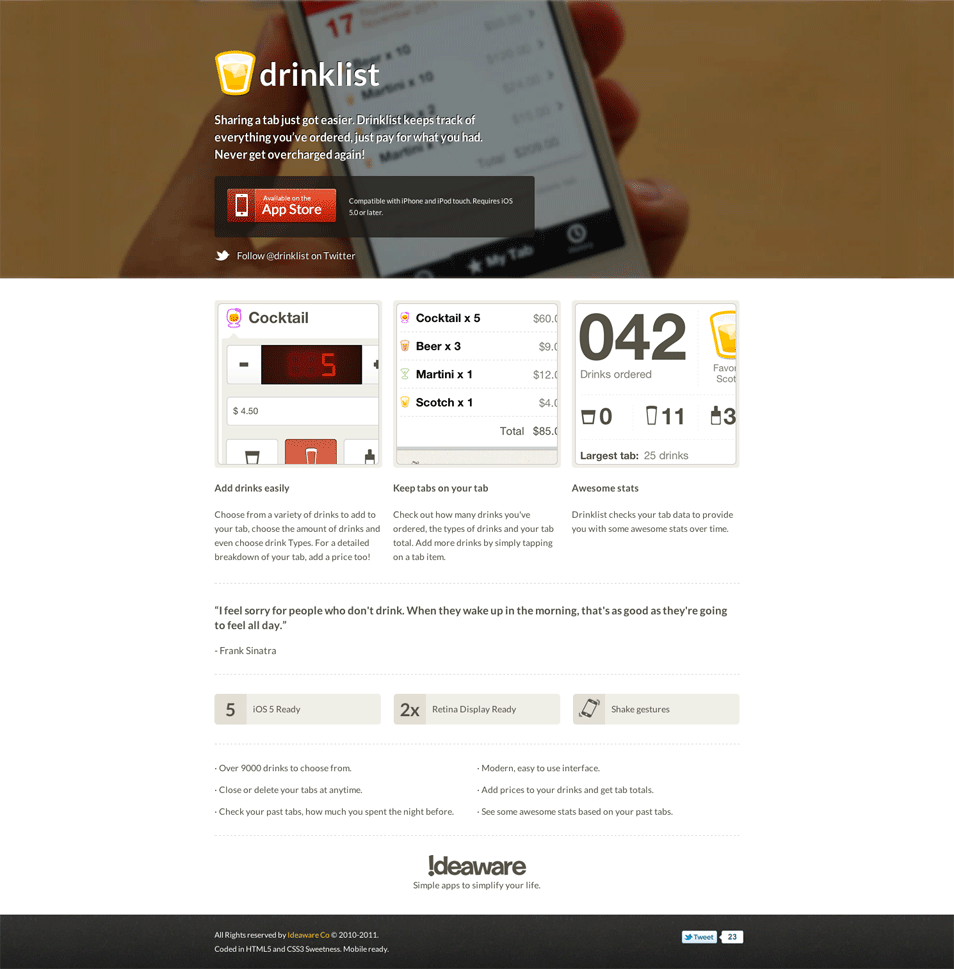 17
November 2011
Beer x 10
Martini x 10
$209.00
Total
My Tab
drinklist
Sharing a tab just got easier. Drinklist keeps track of
everything you've ordered, just pay for what you had.
Never get overcharged again!
Available on the
App Store
Compatible with iPhone and iPod touch. Requires iOS
5.0 or later.
Follow @drinklist on Twitter
Cocktail
- 5 +
$ 4.50
Cocktail x 5 $60.0
Beer x 3 $9.0
Martini x 1 $12.0
Scotch x 1 $4.0
Total $85.0
042
Drinks ordered
Favor
Scot
0 11 3
Largest tab: 25 drinks
Add drinks easily
Choose from a variety of drinks to add to
your tab, choose the amount of drinks and
even choose drink Types. For a detailed
breakdown of your tab, add a price too!
Keep tabs on your tab
Check out how many drinks you've
ordered, the types of drinks and your tab
total. Add more drinks by simply tapping
on a tab item.
Awesome stats
Drinklist checks your tab data to provide
you with some awesome stats over time.
"I feel sorry for people who don't drink. When they wake up in the morning, that's as good as they're going
to feel all day."
- Frank Sinatra
5 iOS 5 Ready
2x Retina Display Ready
Shake gestures
· Over 9000 drinks to choose from.
· Close or delete your tabs at anytime.
· Check your past tabs, how much you spent the night before.
· Modern, easy to use interface.
· Add prices to your drinks and get tab totals.
· See some awesome stats based on your past tabs.
!deaware
Simple apps to simplify your life.
All Rights reserved by Ideaware Co © 2010-2011.
Coded in HTML5 and CSS3 Sweetness. Mobile ready.
Tweet 23